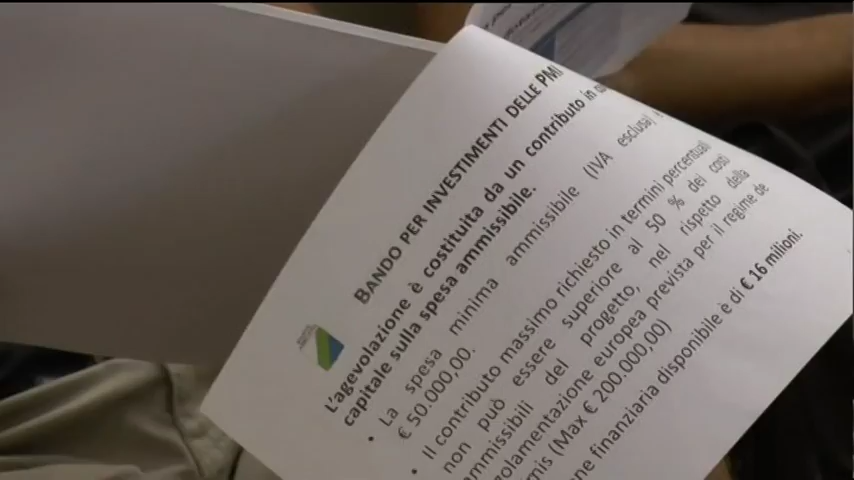 BANDO PER INVESTIMENTI DELLE PMI
L'agevolazione è costituita da un contributo in
capitale sulla spesa ammissibile.
• La spesa minima ammissibile (IVA esclusa)
€ 50.000,00.
• Il contributo massimo richiesto in termini percentuali
non può essere superiore al 50 % dei costi
ammissibili del progetto, nel rispetto della
olamentazione europea prevista per il regime de
mis (Max € 200.000,00)
ne finanziaria disponibile è di € 16 milioni.